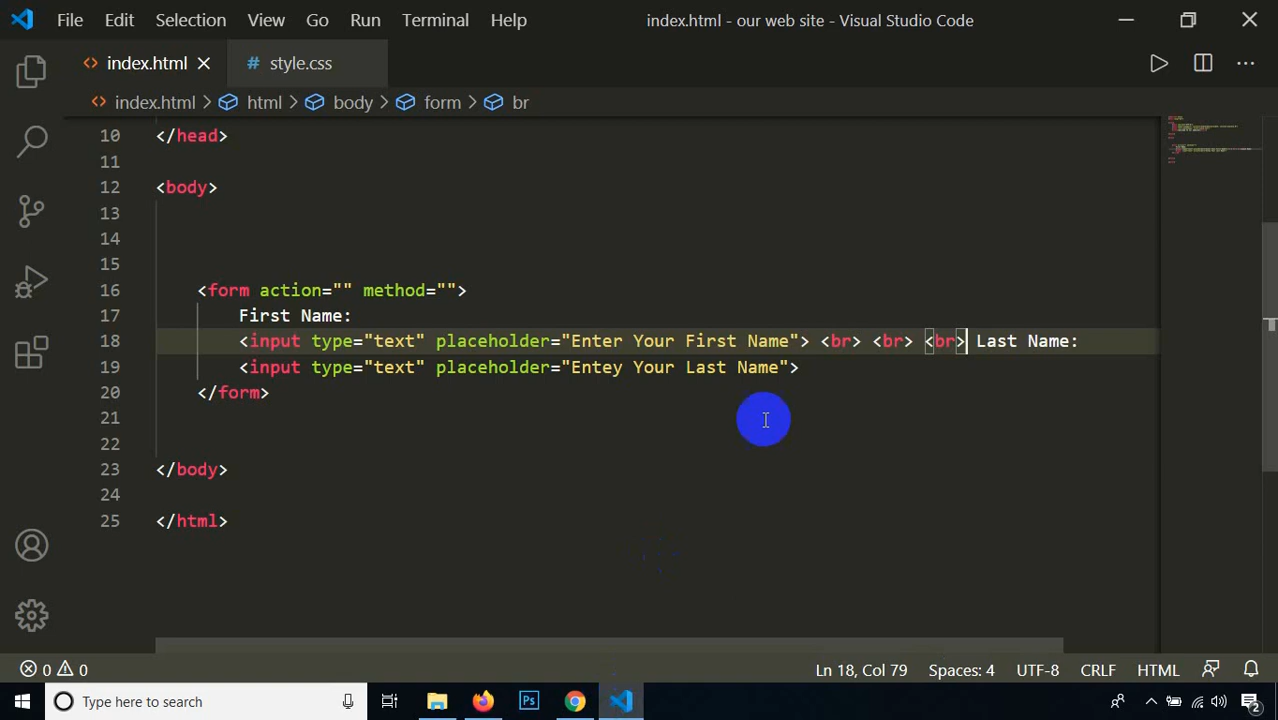 File Edit Selection View Go Run Terminal Help index.html - our web site - Visual Studio Code
index.html style.css
index.html html body form br
10 </head>
11
12 <body>
13
14
15
16 <form action="" method="">
17 First Name:
18 <input type="text" placeholder="Enter Your First Name"> <br> <br> <br> Last Name:
19 <input type="text" placeholder="Entey Your Last Name">
20 </form>
21
22
23 </body>
24
25 </html>
0 0 Ln 18, Col 79 Spaces: 4 UTF-8 CRLF HTML
Type here to search Ps 2